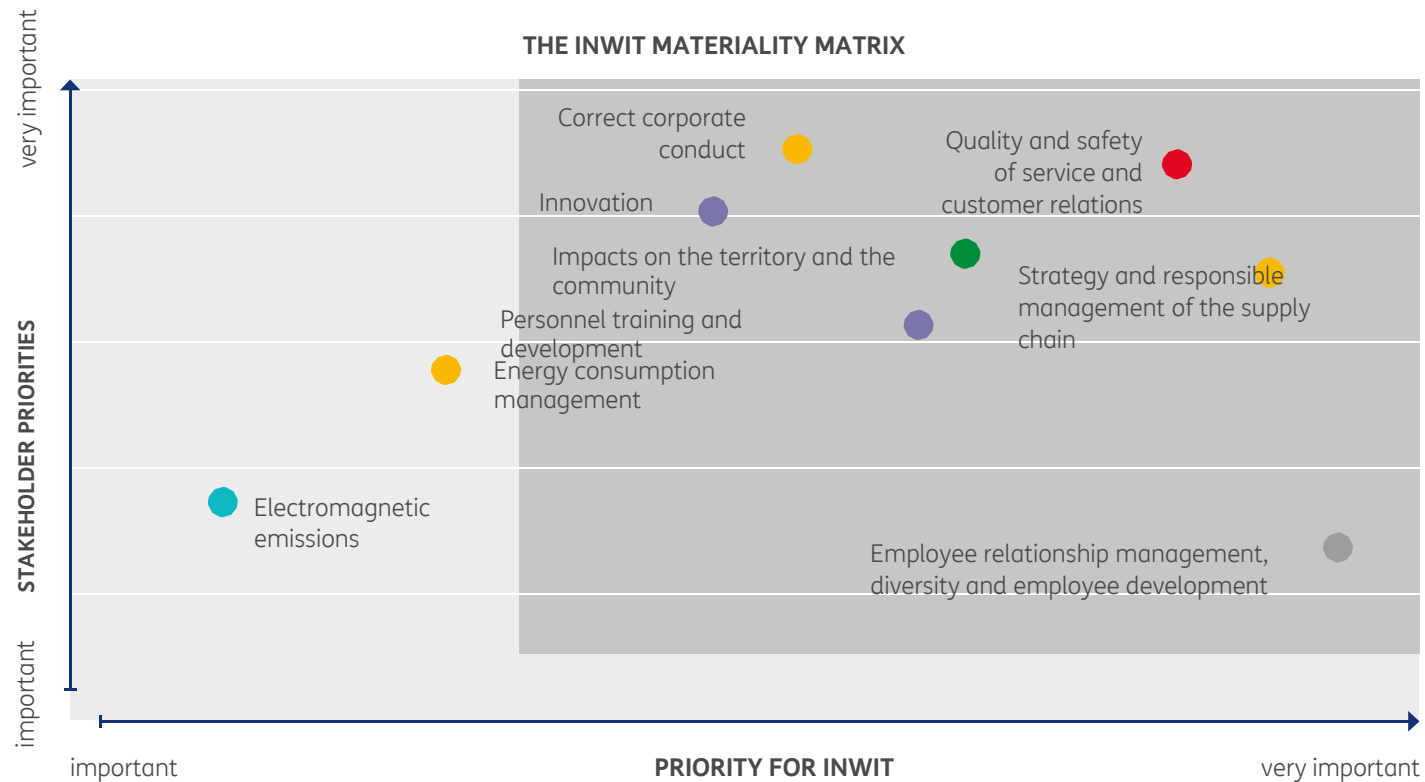 THE INWIT MATERIALITY MATRIX
very important
Correct corporate
conduct
Quality and safety
of service and
customer relations
Innovation
Impacts on the territory and the
community
Strategy and responsible
management of the supply
chain
Personnel training and
development
Energy consumption
management
STAKEHOLDER PRIORITIES
Electromagnetic
emissions
Employee relationship management,
diversity and employee development
important
important
PRIORITY FOR INWIT
very important